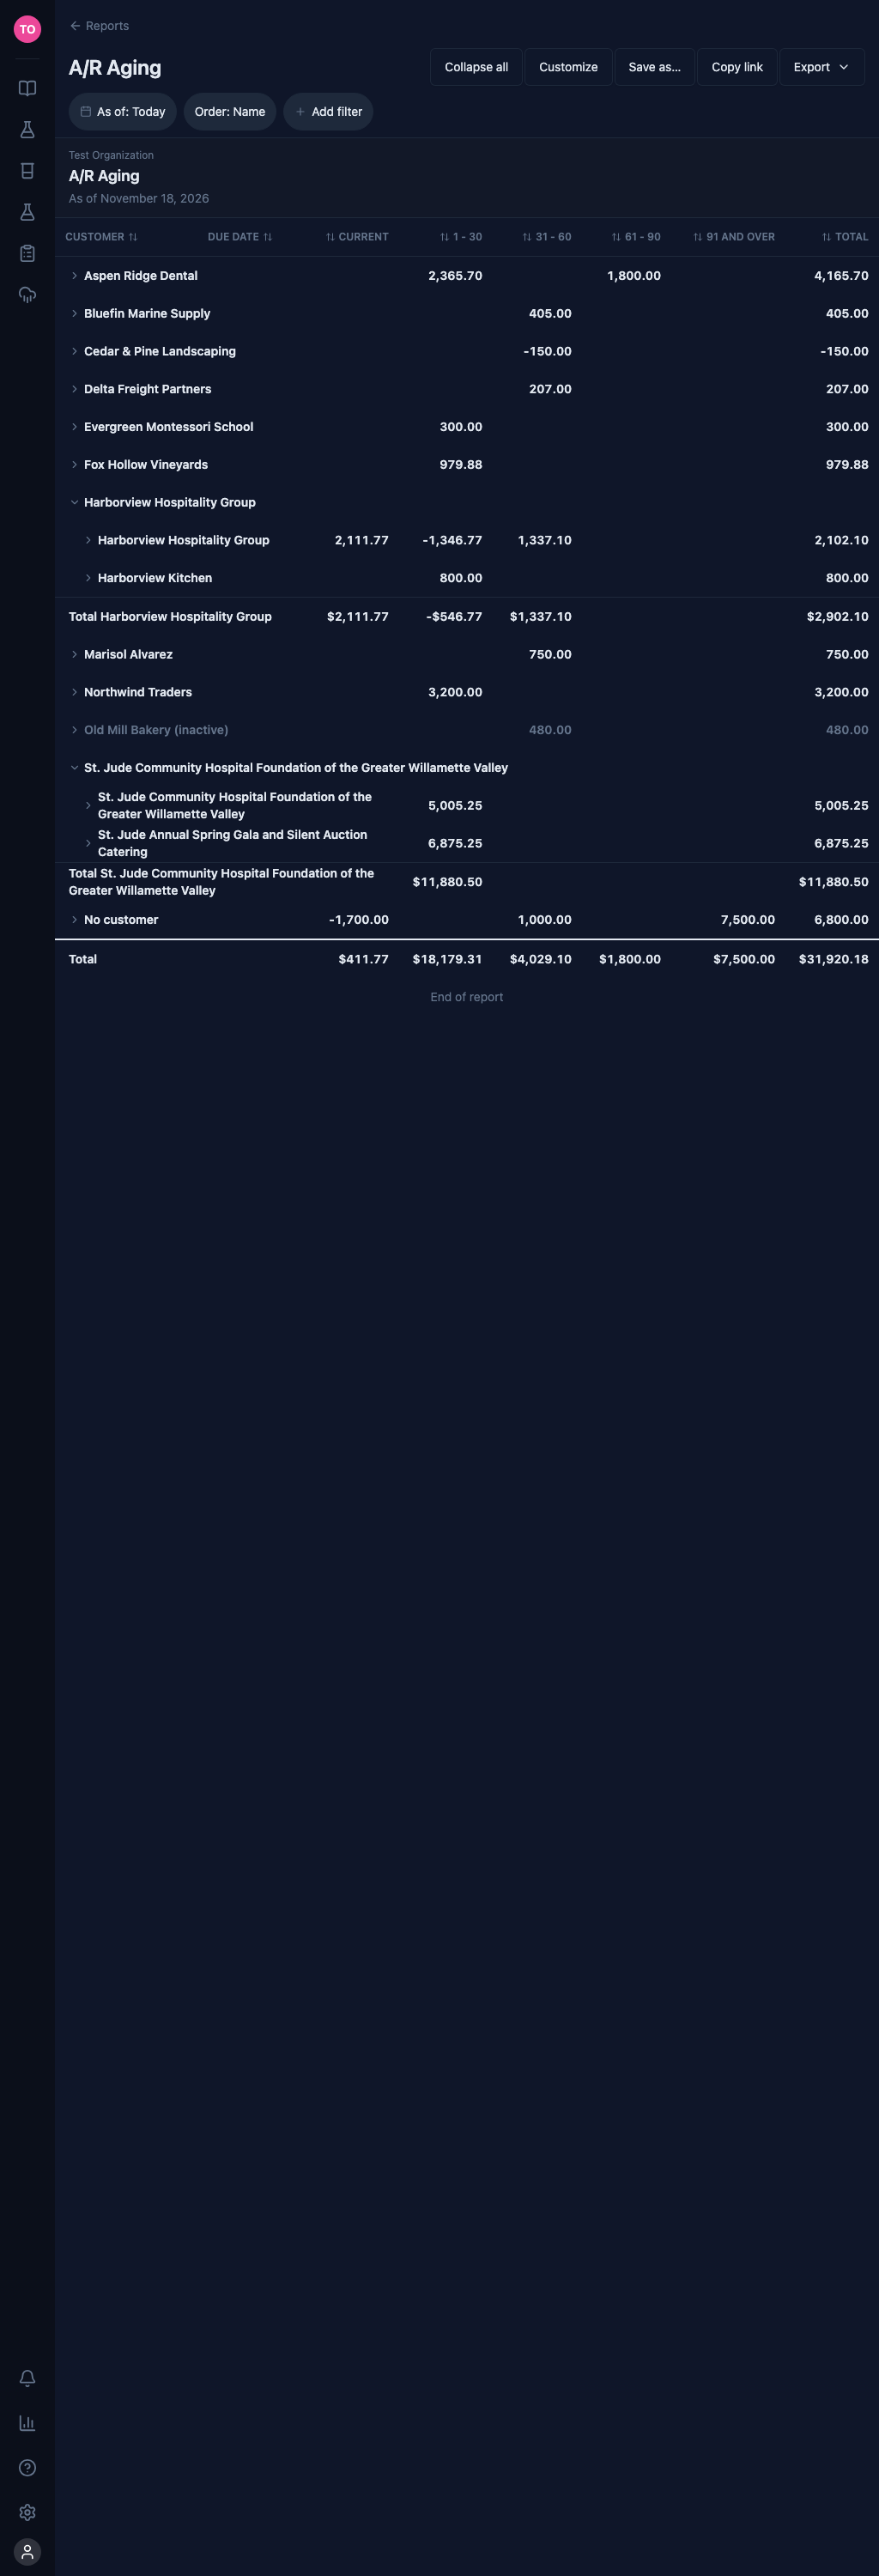 TO
Reports
A/R Aging
Collapse all
Customize
Save as...
Copy link
Export
As of: Today
Order: Name
Add filter
Test Organization
A/R Aging
As of November 18, 2026
CUSTOMER DUE DATE CURRENT 1 - 30 31 - 60 61 - 90 91 AND OVER TOTAL
Aspen Ridge Dental 2,365.70 1,800.00 4,165.70
Bluefin Marine Supply 405.00 405.00
Cedar & Pine Landscaping -150.00 -150.00
Delta Freight Partners 207.00 207.00
Evergreen Montessori School 300.00 300.00
Fox Hollow Vineyards 979.88 979.88
Harborview Hospitality Group
Harborview Hospitality Group 2,111.77 -1,346.77 1,337.10 2,102.10
Harborview Kitchen 800.00 800.00
Total Harborview Hospitality Group $2,111.77 -$546.77 $1,337.10 $2,902.10
Marisol Alvarez 750.00 750.00
Northwind Traders 3,200.00 3,200.00
Old Mill Bakery (inactive) 480.00 480.00
St. Jude Community Hospital Foundation of the Greater Willamette Valley
St. Jude Community Hospital Foundation of the
Greater Willamette Valley 5,005.25 5,005.25
St. Jude Annual Spring Gala and Silent Auction
Catering 6,875.25 6,875.25
Total St. Jude Community Hospital Foundation of the
Greater Willamette Valley $11,880.50 $11,880.50
No customer -1,700.00 1,000.00 7,500.00 6,800.00
Total $411.77 $18,179.31 $4,029.10 $1,800.00 $7,500.00 $31,920.18
End of report